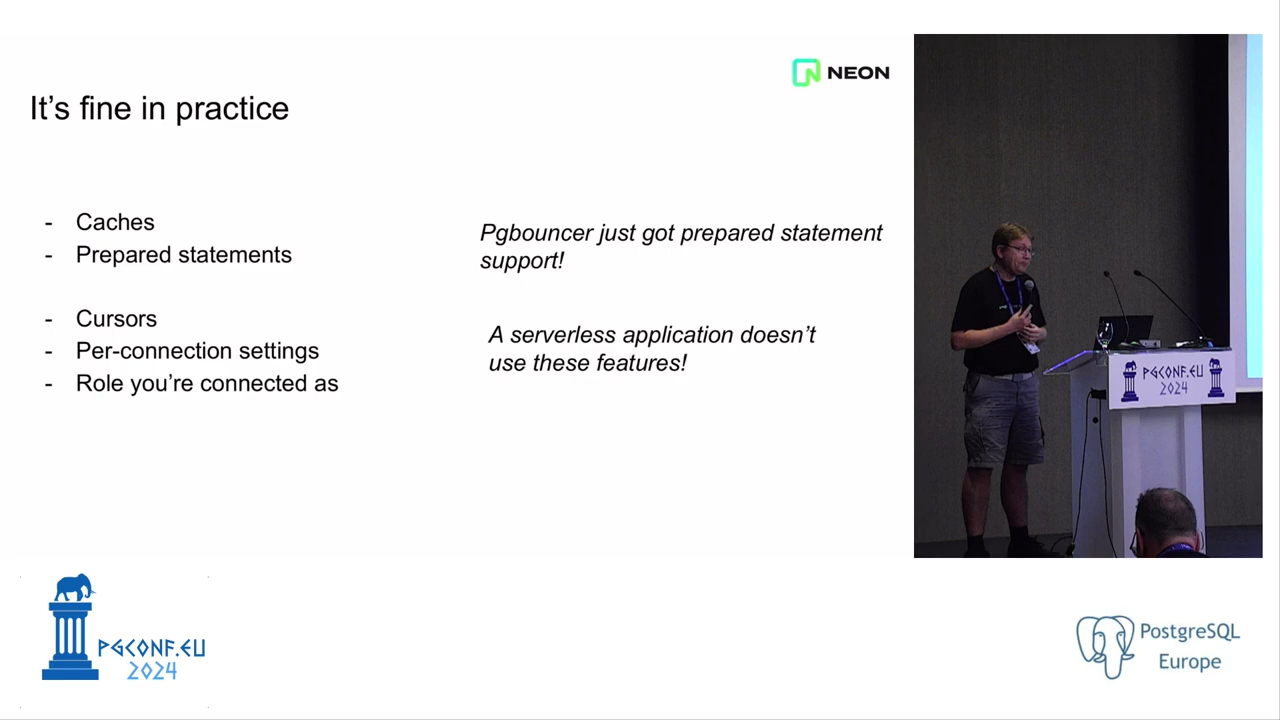 NEON
It's fine in practice
- Caches
- Prepared statements
Pgbouncer just got prepared statement
support!
- Cursors
- Per-connection settings
- Role you're connected as
A serverless application doesn't
use these features!
PGCONF.EU
2024
PGCONF.EU
2024
PostgreSQL
Europe